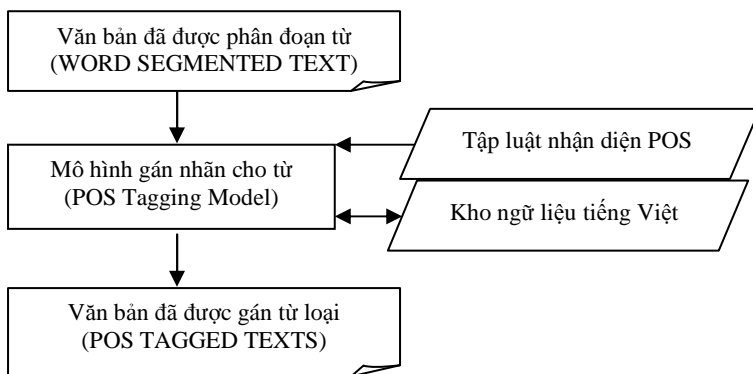 Văn bản đã được phân đoạn từ
(WORD SEGMENTED TEXT)
Tập luật nhận diện POS
Mô hình gán nhãn cho từ
(POS Tagging Model)
Kho ngữ liệu tiếng Việt
Văn bản đã được gán từ loại
(POS TAGGED TEXTS)